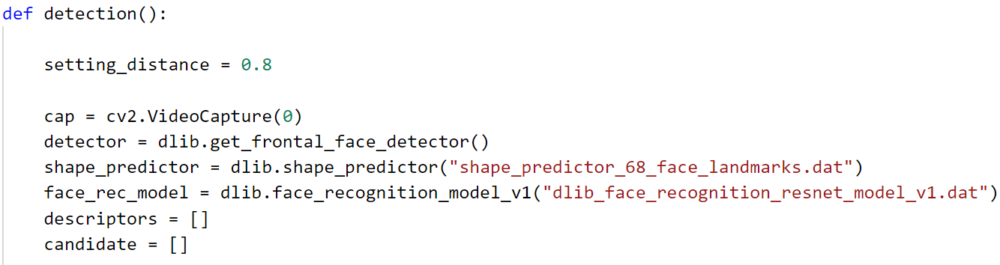 def detection():
    setting_distance = 0.8
    cap = cv2.VideoCapture(0)
    detector = dlib.get_frontal_face_detector()
    shape_predictor = dlib.shape_predictor("shape_predictor_68_face_landmarks.dat")
    face_rec_model = dlib.face_recognition_model_v1("dlib_face_recognition_resnet_model_v1.dat")
    descriptors = []
    candidate = []